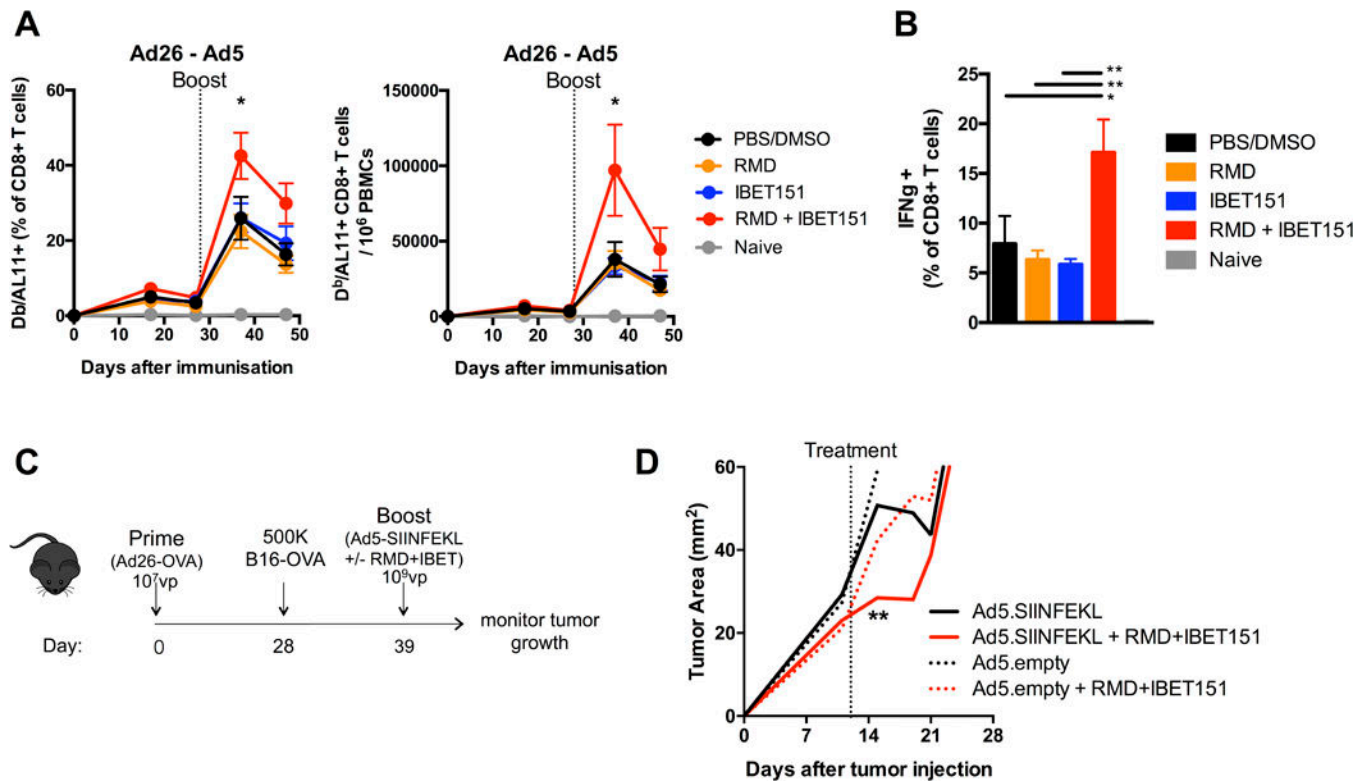 A
Ad26 - Ad5
Boost
Db/AL11+ (% of CD8+ T cells)
60
40
20
0
*
0 10 20 30 40 50
Days after immunisation
Ad26 - Ad5
Boost
Dᵇ/AL11+ CD8+ T cells
/ 10⁶ PBMCs
150000
100000
50000
0
*
0 10 20 30 40 50
Days after immunisation
PBS/DMSO
RMD
IBET151
RMD + IBET151
Naive
B
IFNg +
(% of CD8+ T cells)
25
20
15
10
5
0
**
**
*
PBS/DMSO
RMD
IBET151
RMD + IBET151
Naive
C
Prime
(Ad26-OVA)
10⁷vp
500K
B16-OVA
Boost
(Ad5-SIINFEKL
+/- RMD+IBET)
10⁹vp
monitor tumor
growth
Day: 0 28 39
D
Treatment
Tumor Area (mm²)
60
40
20
0
**
0 7 14 21 28
Days after tumor injection
Ad5.SIINFEKL
Ad5.SIINFEKL + RMD+IBET151
Ad5.empty
Ad5.empty + RMD+IBET151